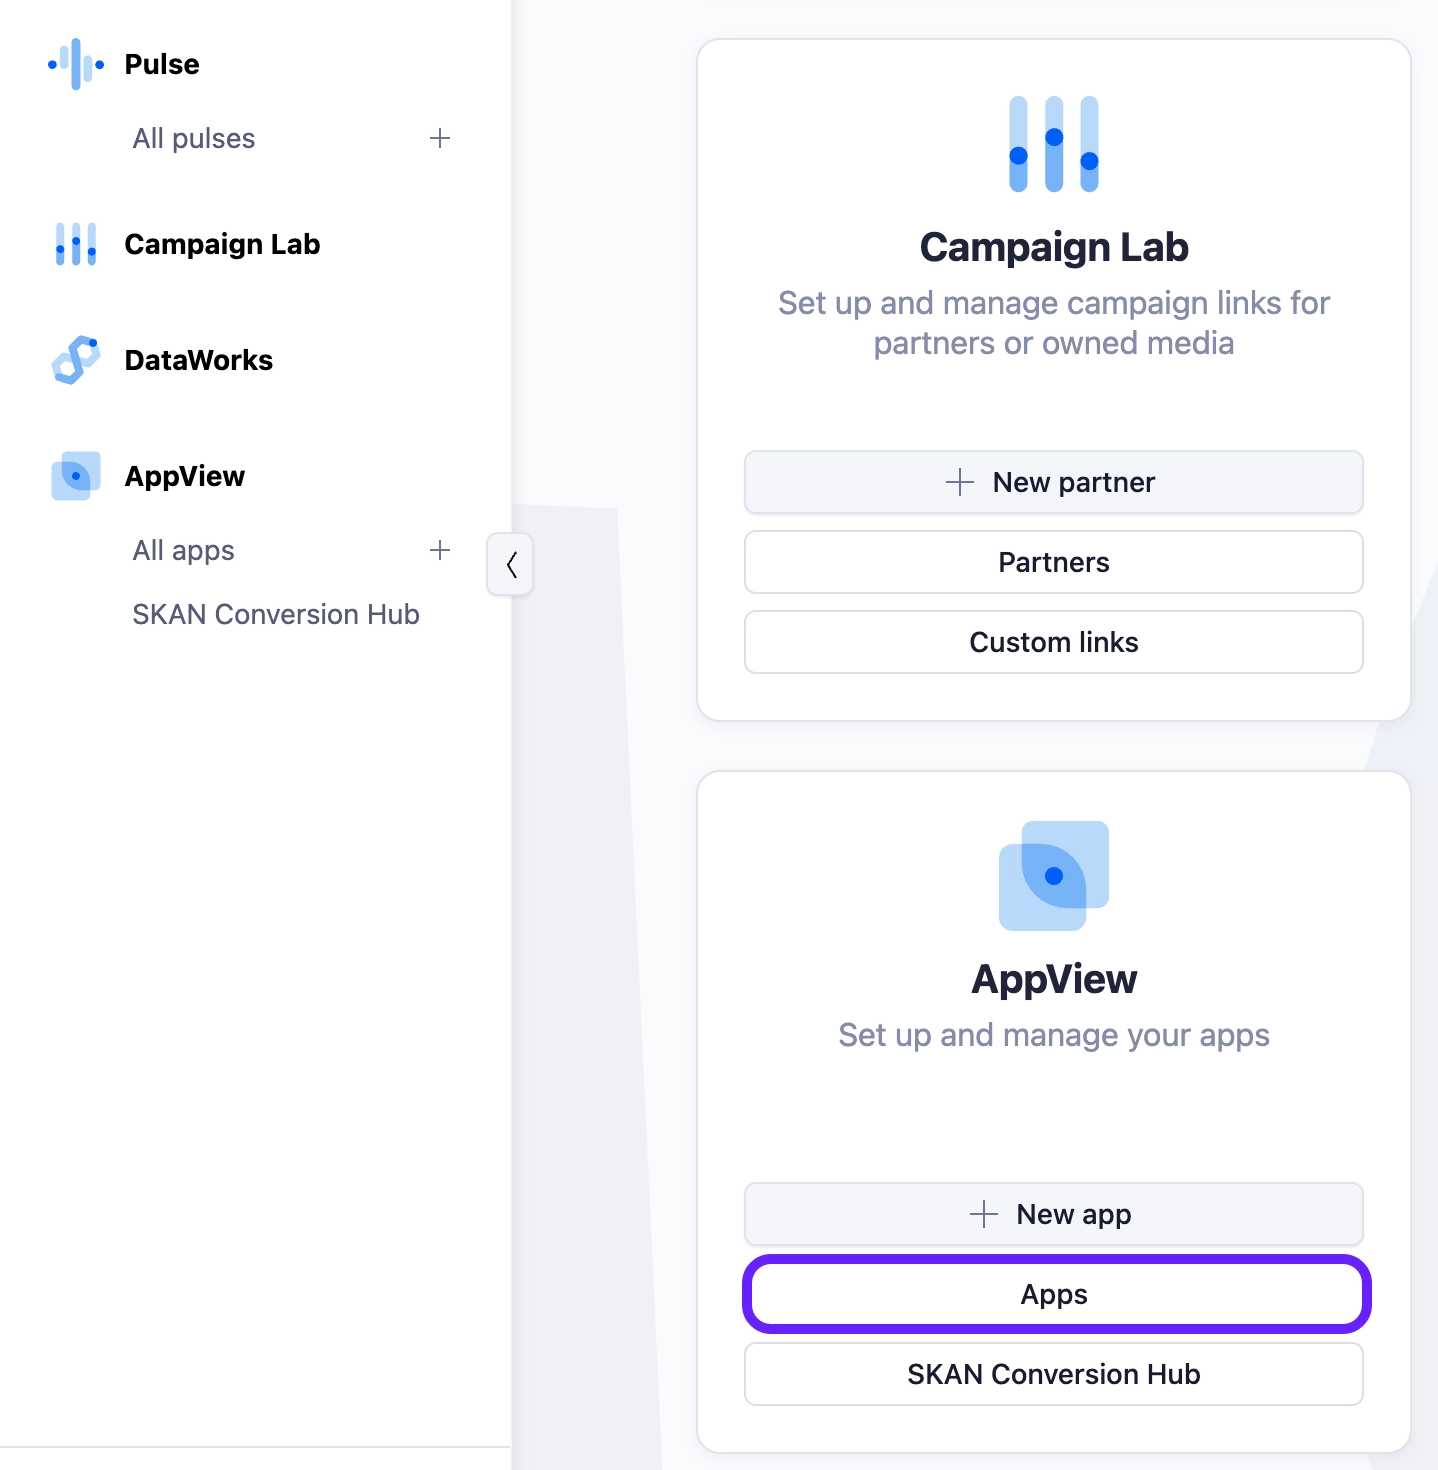 Pulse
All pulses
Campaign Lab
DataWorks
AppView
All apps
SKAN Conversion Hub
Campaign Lab
Set up and manage campaign links for
partners or owned media
New partner
Partners
Custom links
AppView
Set up and manage your apps
New app
Apps
SKAN Conversion Hub